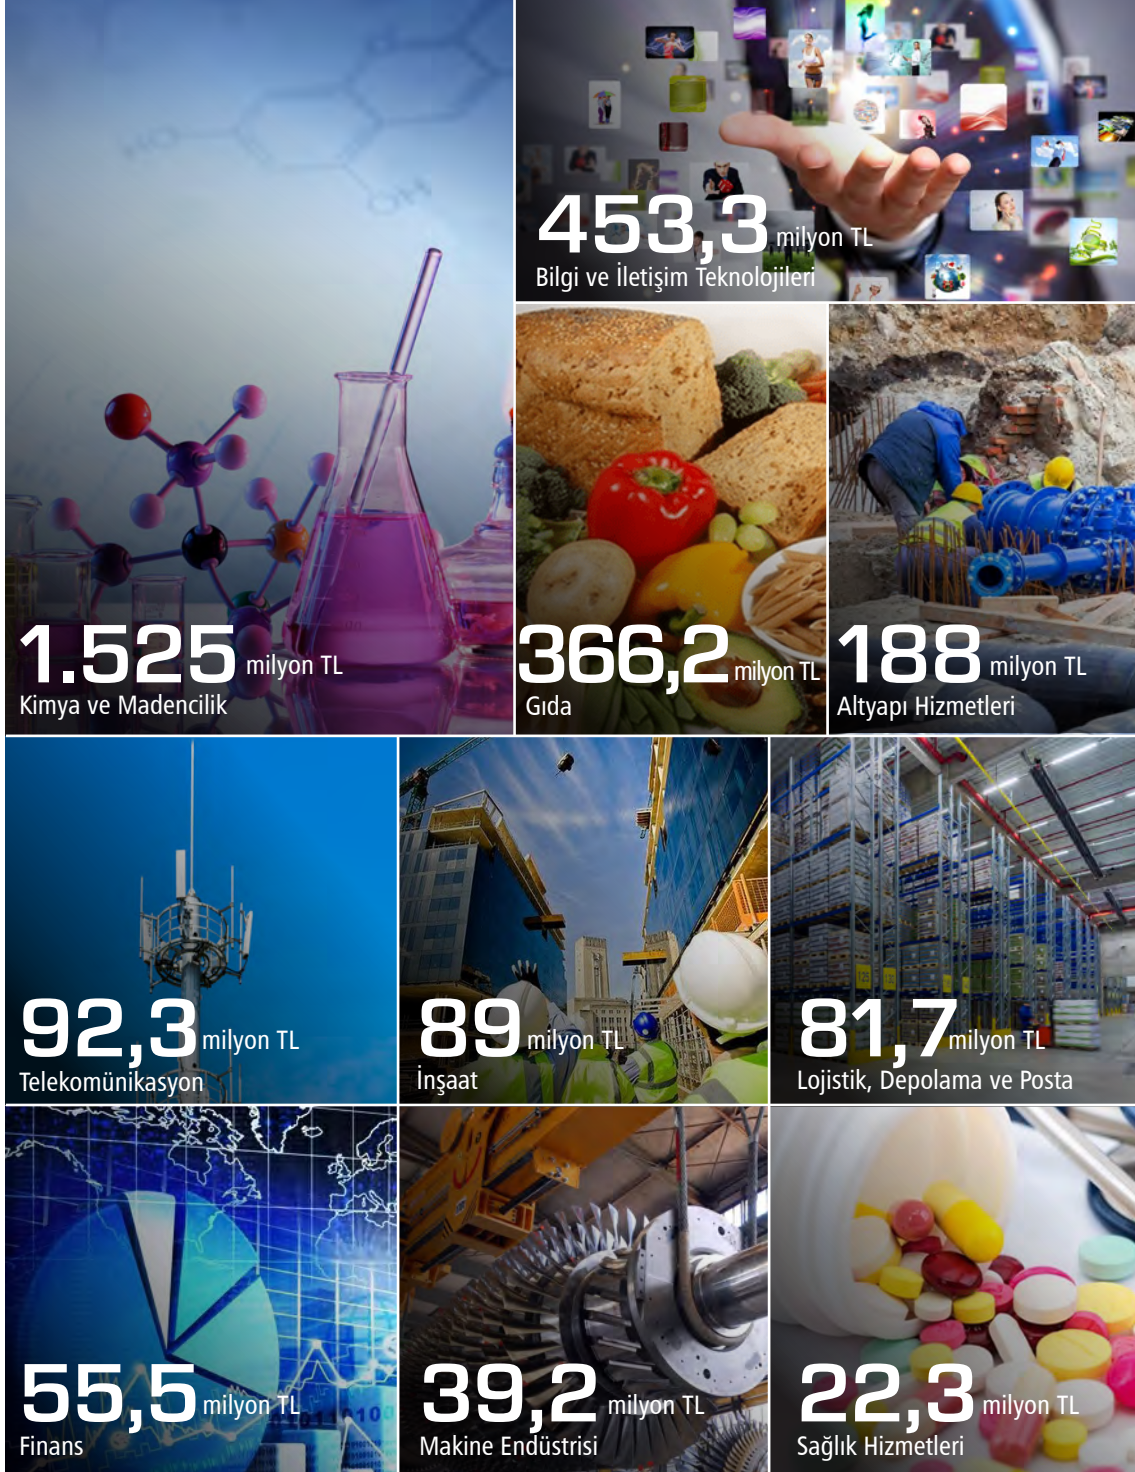 453,3 milyon TL
Bilgi ve İletişim Teknolojileri
1.525 milyon TL
Kimya ve Madencilik
366,2 milyon TL
Gıda
188 milyon TL
Altyapı Hizmetleri
92,3 milyon TL
Telekomünikasyon
89 milyon TL
İnşaat
81,7 milyon TL
Lojistik, Depolama ve Posta
55,5 milyon TL
Finans
39,2 milyon TL
Makine Endüstrisi
22,3 milyon TL
Sağlık Hizmetleri